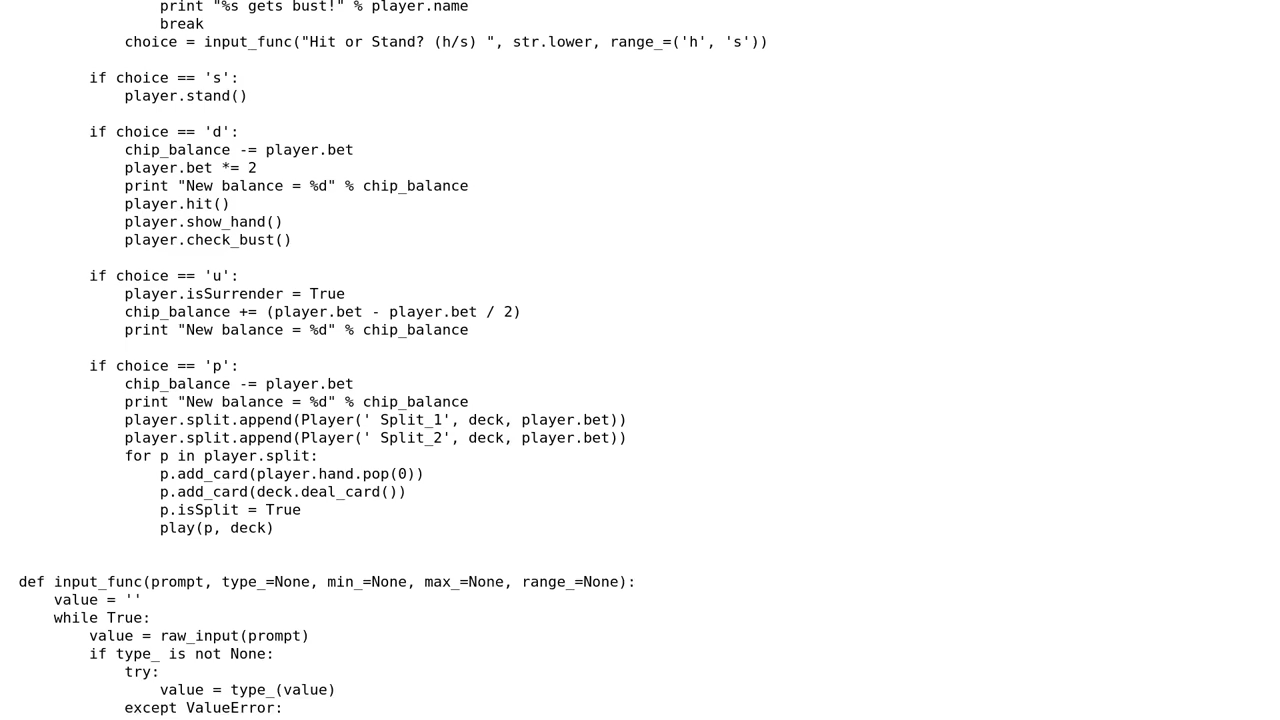 print "%s gets bust!" % player.name
                break
            choice = input_func("Hit or Stand? (h/s) ", str.lower, range_=('h', 's'))

        if choice == 's':
            player.stand()

        if choice == 'd':
            chip_balance -= player.bet
            player.bet *= 2
            print "New balance = %d" % chip_balance
            player.hit()
            player.show_hand()
            player.check_bust()

        if choice == 'u':
            player.isSurrender = True
            chip_balance += (player.bet - player.bet / 2)
            print "New balance = %d" % chip_balance

        if choice == 'p':
            chip_balance -= player.bet
            print "New balance = %d" % chip_balance
            player.split.append(Player(' Split_1', deck, player.bet))
            player.split.append(Player(' Split_2', deck, player.bet))
            for p in player.split:
                p.add_card(player.hand.pop(0))
                p.add_card(deck.deal_card())
                p.isSplit = True
                play(p, deck)


def input_func(prompt, type_=None, min_=None, max_=None, range_=None):
    value = ''
    while True:
        value = raw_input(prompt)
        if type_ is not None:
            try:
                value = type_(value)
            except ValueError: